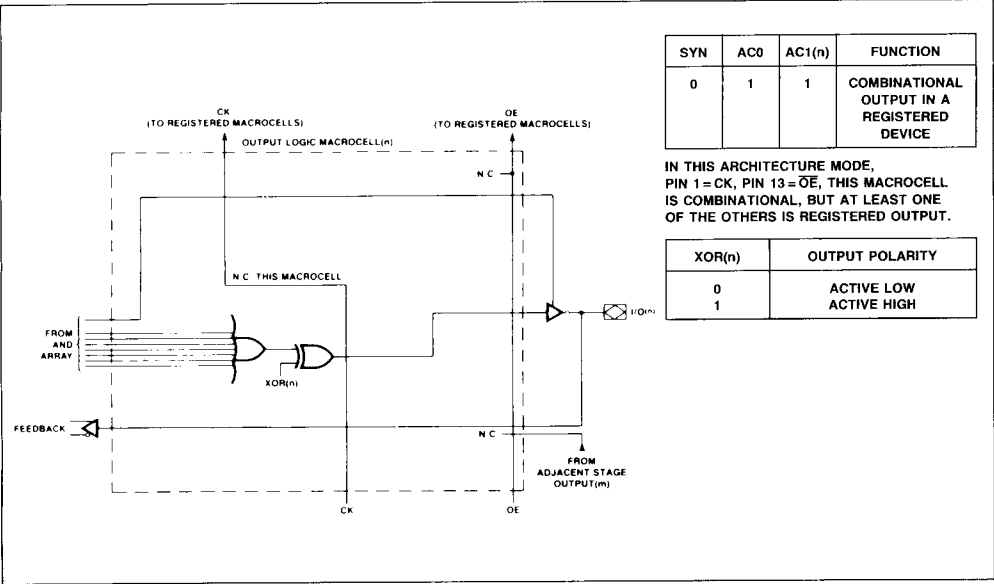 CK
(TO REGISTERED MACROCELLS)
OE
(TO REGISTERED MACROCELLS)
OUTPUT LOGIC MACROCELL(n)
N C
N C THIS MACROCELL
FROM
AND
ARRAY
XOR(n)
I/O(n)
FEEDBACK
N C
FROM
ADJACENT STAGE
OUTPUT(m)
CK
OE
SYN AC0 AC1(n) FUNCTION
0 1 1 COMBINATIONAL
OUTPUT IN A
REGISTERED
DEVICE
IN THIS ARCHITECTURE MODE,
PIN 1 = CK, PIN 13 = O̅E̅, THIS MACROCELL
IS COMBINATIONAL, BUT AT LEAST ONE
OF THE OTHERS IS REGISTERED OUTPUT.
XOR(n) OUTPUT POLARITY
0 ACTIVE LOW
1 ACTIVE HIGH